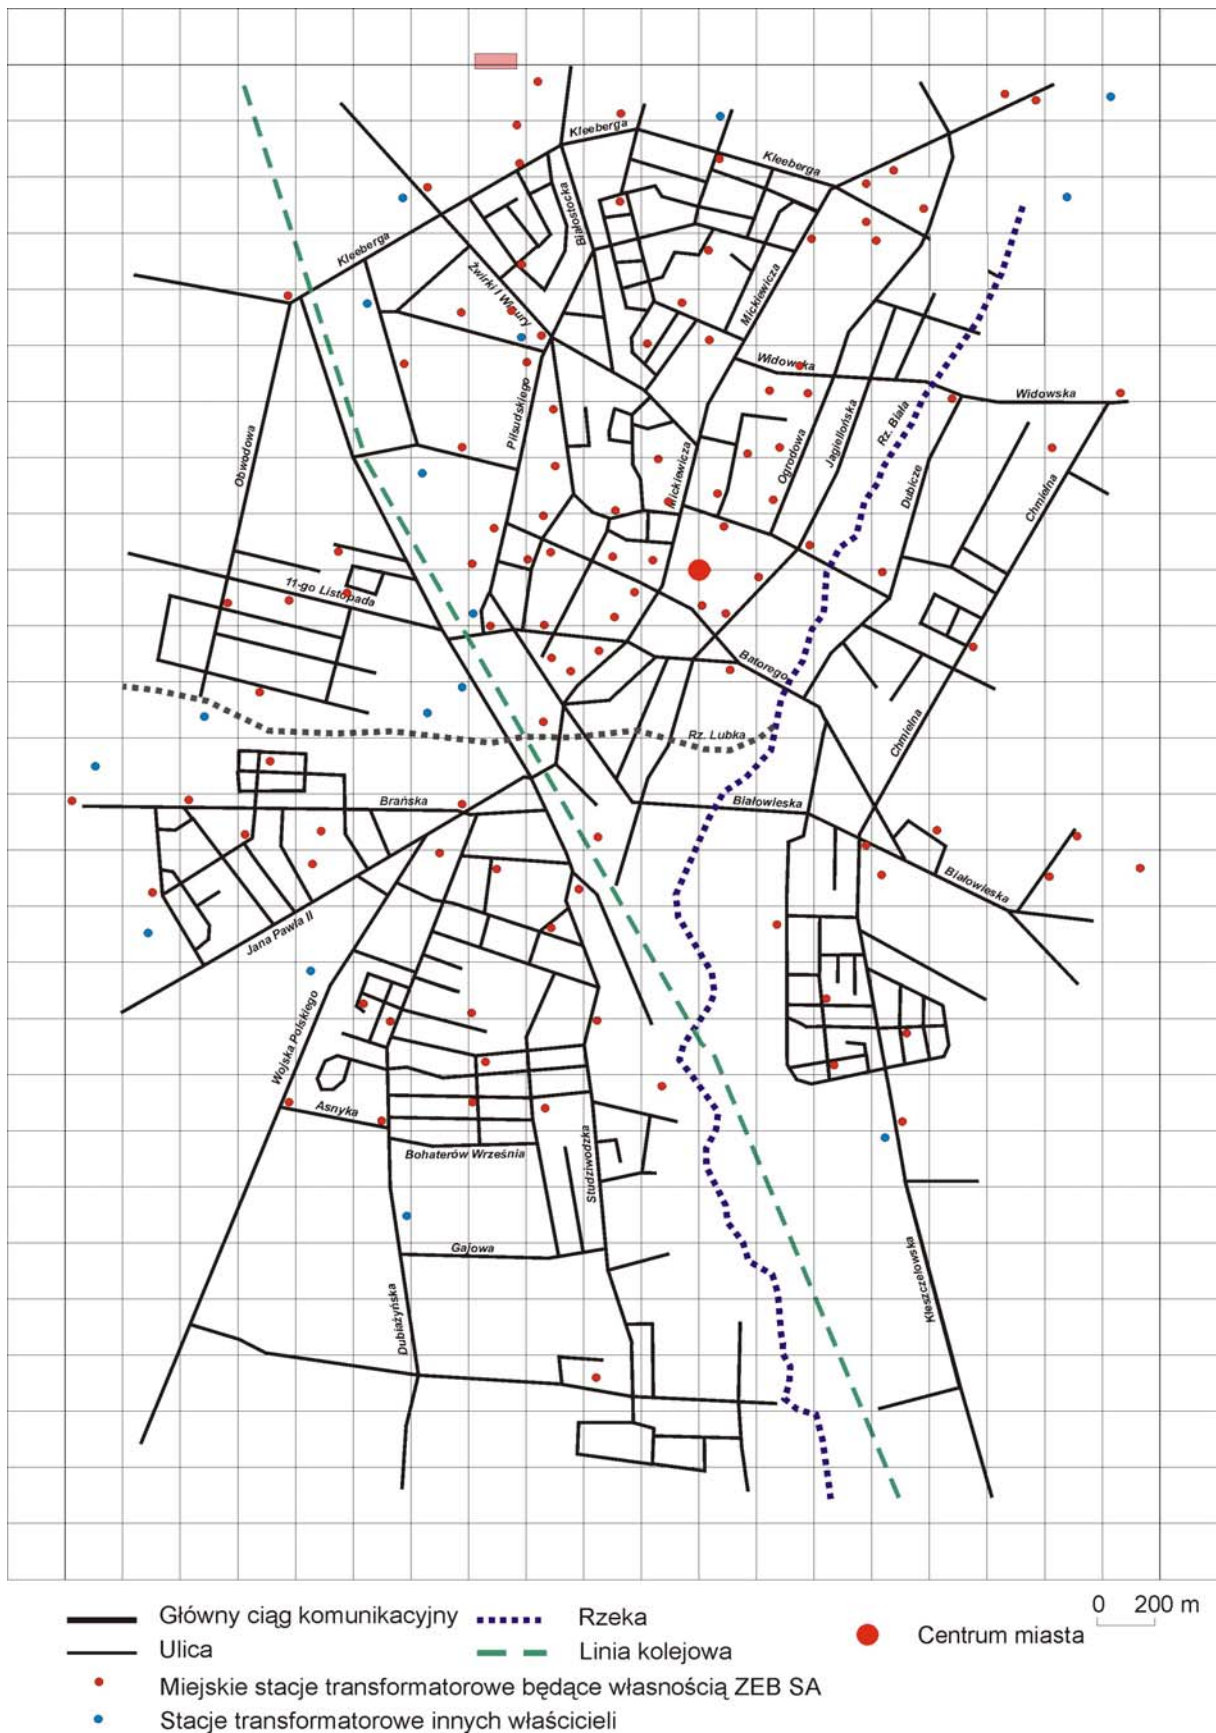 Kleeberga
Kleeberga
Białostocka
Kleeberga
Żwirki I Wigury
Mickiewicza
Widowska
Widowska
Piłsudskiego
Obwodowa
Mickiewicza
Ogrodowa
Jagiellońska
Rz. Biała
Dubicze
Chmielna
11-go Listopada
Batorego
Chmielna
Rz. Lubka
Brańska
Białowieska
Białowieska
Jana Pawła II
Wojska Polskiego
Asnyka
Bohaterów Września
Studziwodzka
Gajowa
Dubiażyńska
Kleszczelowska
0 200 m
Główny ciąg komunikacyjny
Rzeka
Centrum miasta
Ulica
Linia kolejowa
Miejskie stacje transformatorowe będące własnością ZEB SA
Stacje transformatorowe innych właścicieli